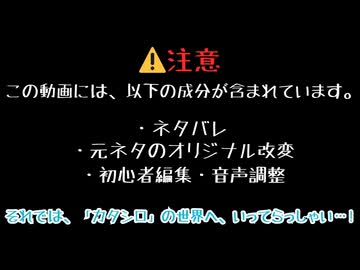 ⚠注意
この動画には、以下の成分が含まれています。
・ネタバレ
・元ネタのオリジナル改変
・初心者編集・音声調整
それでは、「カタシロ」の世界へ、いってらっしゃい…!